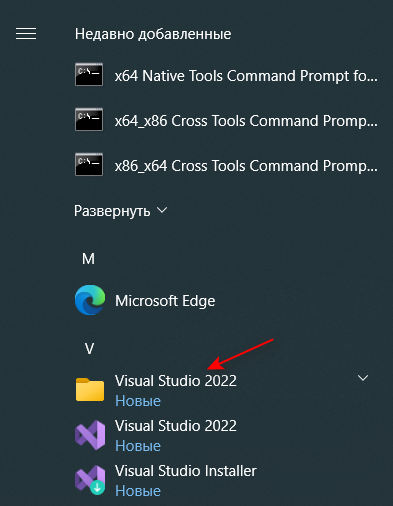 Недавно добавленные
x64 Native Tools Command Prompt fo...
x64_x86 Cross Tools Command Promp...
x86_x64 Cross Tools Command Promp...
Развернуть
M
Microsoft Edge
V
Visual Studio 2022
Новые
Visual Studio 2022
Новые
Visual Studio Installer
Новые